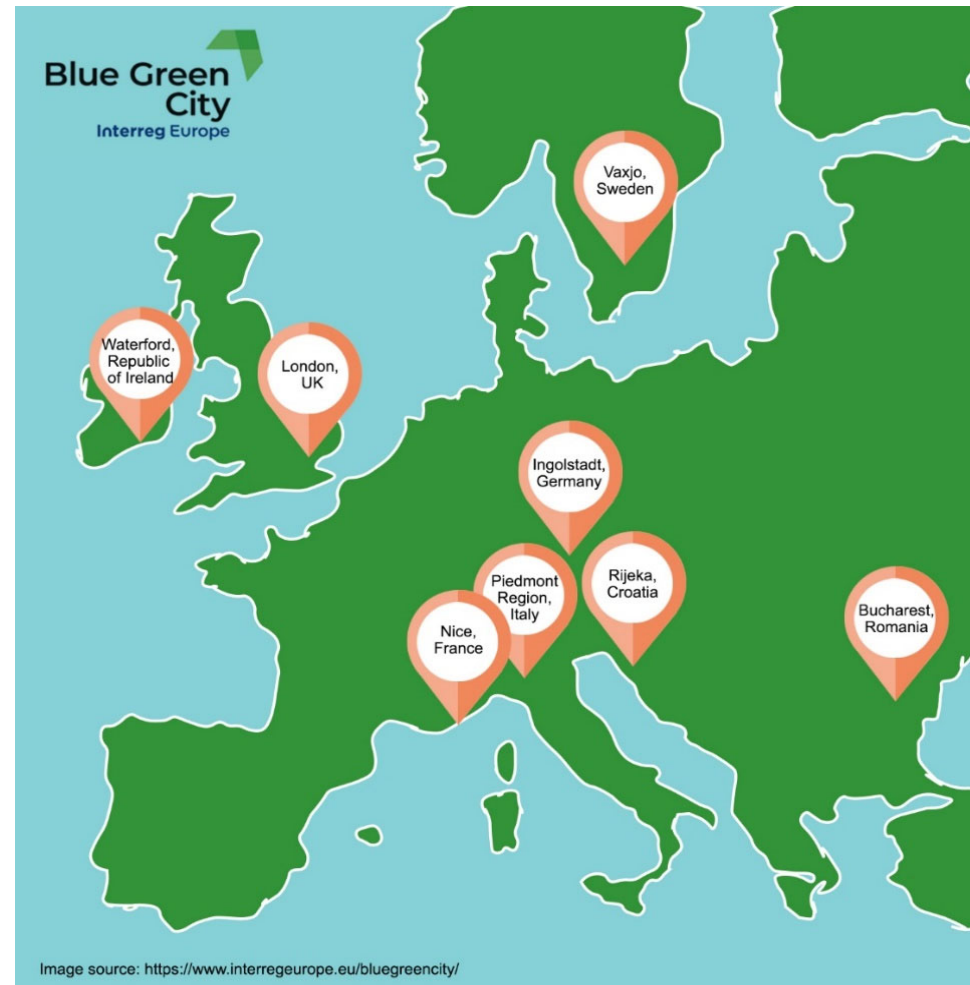 Blue Green
City
Interreg Europe
Vaxjo,
Sweden
Waterford,
Republic
of Ireland
London,
UK
Ingolstadt,
Germany
Piedmont
Region,
Italy
Rijeka,
Croatia
Nice,
France
Bucharest,
Romania
Image source: https://www.interregeurope.eu/bluegreencity/